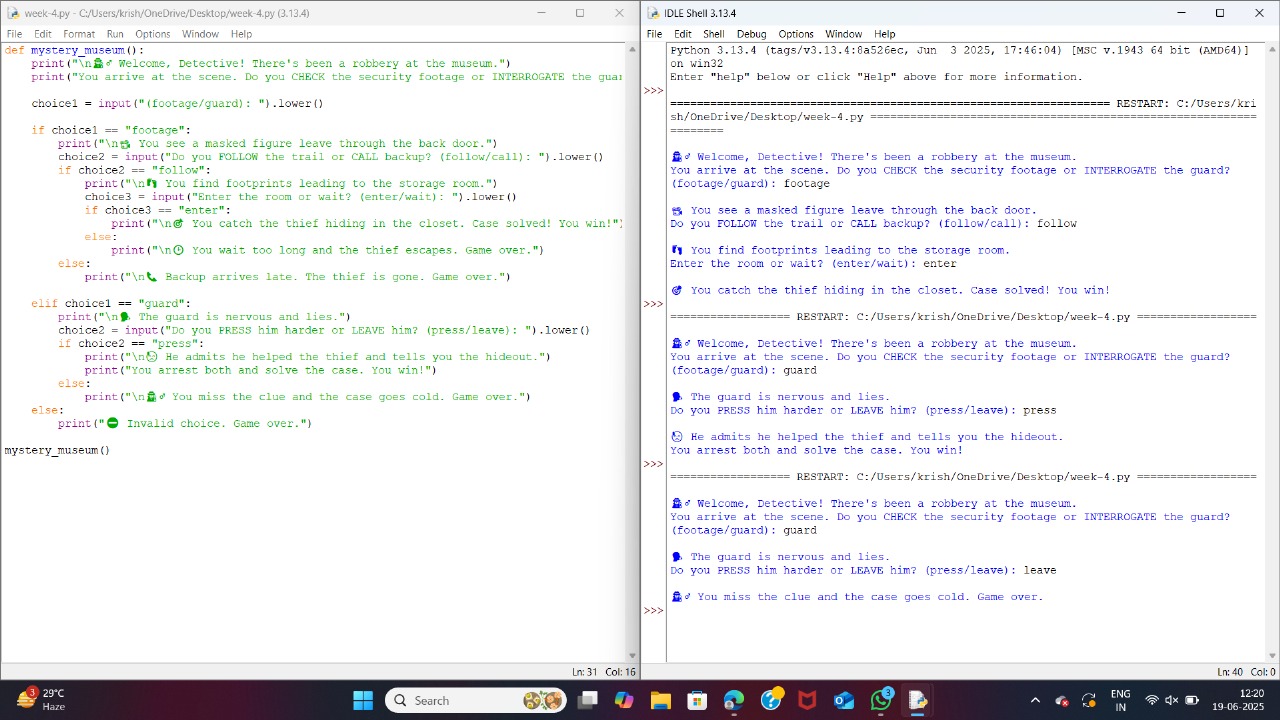 week-4.py - C:/Users/krish/OneDrive/Desktop/week-4.py (3.13.4)
File Edit Format Run Options Window Help
def mystery_museum():
    print("\n🕵️♂ Welcome, Detective! There's been a robbery at the museum.")
    print("You arrive at the scene. Do you CHECK the security footage or INTERROGATE the guar
    choice1 = input("(footage/guard): ").lower()
    if choice1 == "footage":
        print("\n📹 You see a masked figure leave through the back door.")
        choice2 = input("Do you FOLLOW the trail or CALL backup? (follow/call): ").lower()
        if choice2 == "follow":
            print("\n👣 You find footprints leading to the storage room.")
            choice3 = input("Enter the room or wait? (enter/wait): ").lower()
            if choice3 == "enter":
                print("\n🎯 You catch the thief hiding in the closet. Case solved! You win!")
            else:
                print("\n🕒 You wait too long and the thief escapes. Game over.")
        else:
            print("\n📞 Backup arrives late. The thief is gone. Game over.")
    elif choice1 == "guard":
        print("\n🗣 The guard is nervous and lies.")
        choice2 = input("Do you PRESS him harder or LEAVE him? (press/leave): ").lower()
        if choice2 == "press":
            print("\n😓 He admits he helped the thief and tells you the hideout.")
            print("You arrest both and solve the case. You win!")
        else:
            print("\n🕵️♂ You miss the clue and the case goes cold. Game over.")
    else:
        print("⛔ Invalid choice. Game over.")
mystery_museum()
Ln: 31 Col: 16
IDLE Shell 3.13.4
File Edit Shell Debug Options Window Help
Python 3.13.4 (tags/v3.13.4:8a526ec, Jun  3 2025, 17:46:04) [MSC v.1943 64 bit (AMD64)]
on win32
Enter "help" below or click "Help" above for more information.
>>>
================================================================== RESTART: C:/Users/kri
sh/OneDrive/Desktop/week-4.py ==========================================================
========
🕵️♂ Welcome, Detective! There's been a robbery at the museum.
You arrive at the scene. Do you CHECK the security footage or INTERROGATE the guard?
(footage/guard): footage
📹 You see a masked figure leave through the back door.
Do you FOLLOW the trail or CALL backup? (follow/call): follow
👣 You find footprints leading to the storage room.
Enter the room or wait? (enter/wait): enter
🎯 You catch the thief hiding in the closet. Case solved! You win!
>>>
================== RESTART: C:/Users/krish/OneDrive/Desktop/week-4.py ==================
🕵️♂ Welcome, Detective! There's been a robbery at the museum.
You arrive at the scene. Do you CHECK the security footage or INTERROGATE the guard?
(footage/guard): guard
🗣 The guard is nervous and lies.
Do you PRESS him harder or LEAVE him? (press/leave): press
😓 He admits he helped the thief and tells you the hideout.
You arrest both and solve the case. You win!
>>>
================== RESTART: C:/Users/krish/OneDrive/Desktop/week-4.py ==================
🕵️♂ Welcome, Detective! There's been a robbery at the museum.
You arrive at the scene. Do you CHECK the security footage or INTERROGATE the guard?
(footage/guard): guard
🗣 The guard is nervous and lies.
Do you PRESS him harder or LEAVE him? (press/leave): leave
🕵️♂ You miss the clue and the case goes cold. Game over.
>>>
Ln: 40 Col: 0
3
29°C
Haze
Search
3
ENG
IN
12:20
19-06-2025